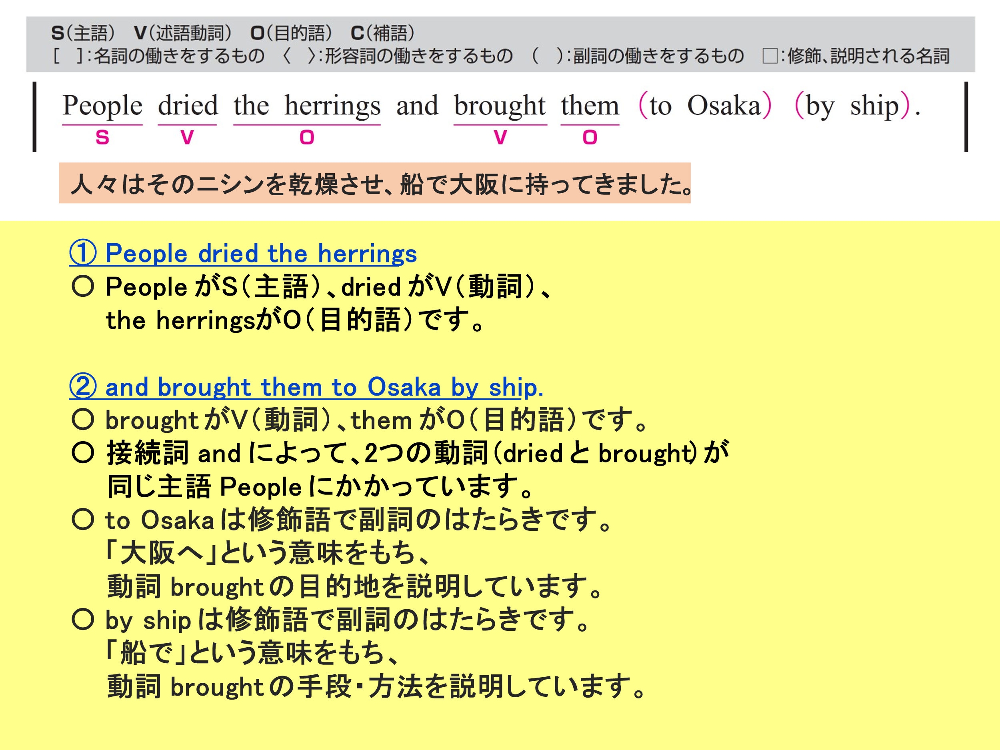 S（主語）　V（述語動詞）　O（目的語）　C（補語）
［　］：名詞の働きをするもの　〈　〉：形容詞の働きをするもの　（　）：副詞の働きをするもの　□：修飾、説明される名詞
People dried the herrings and brought them (to Osaka) (by ship).
S V O V O
人々はそのニシンを乾燥させ、船で大阪に持ってきました。
① People dried the herrings
○ People がS（主語）、dried がV（動詞）、
the herringsがO（目的語）です。
② and brought them to Osaka by ship.
○ brought がV（動詞）、them がO（目的語）です。
○ 接続詞 and によって、2つの動詞（dried と brought）が
同じ主語 People にかかっています。
○ to Osaka は修飾語で副詞のはたらきです。
「大阪へ」という意味をもち、
動詞 brought の目的地を説明しています。
○ by ship は修飾語で副詞のはたらきです。
「船で」という意味をもち、
動詞 brought の手段・方法を説明しています。